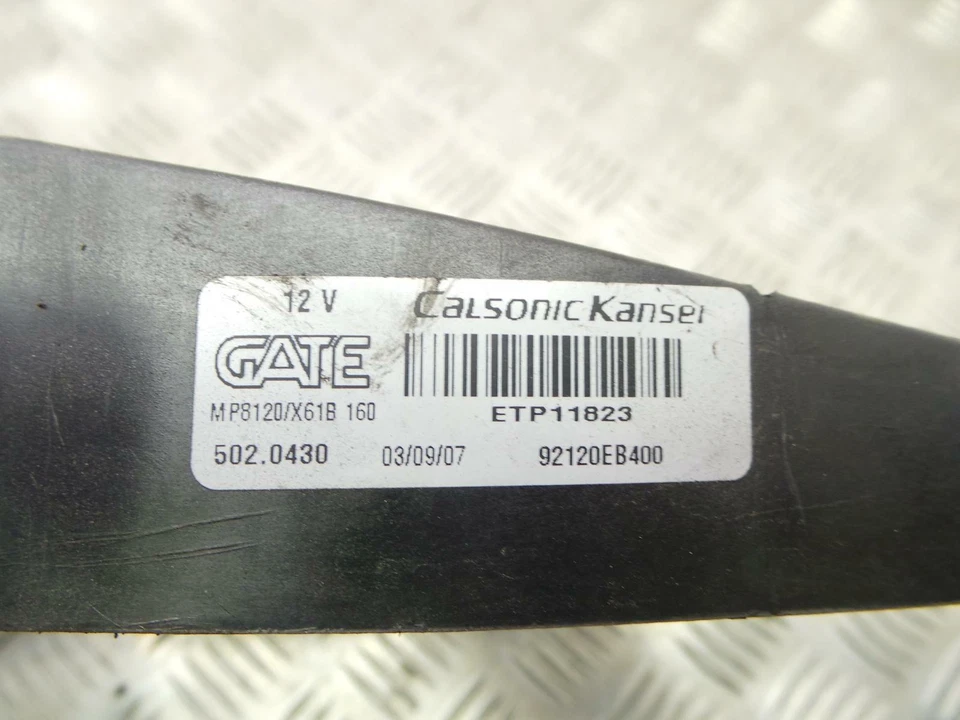 12 V CALSONIC KANSEI
GATE
MP8120/X61B 160 ETP11823
502.0430 03/09/07 92120EB400